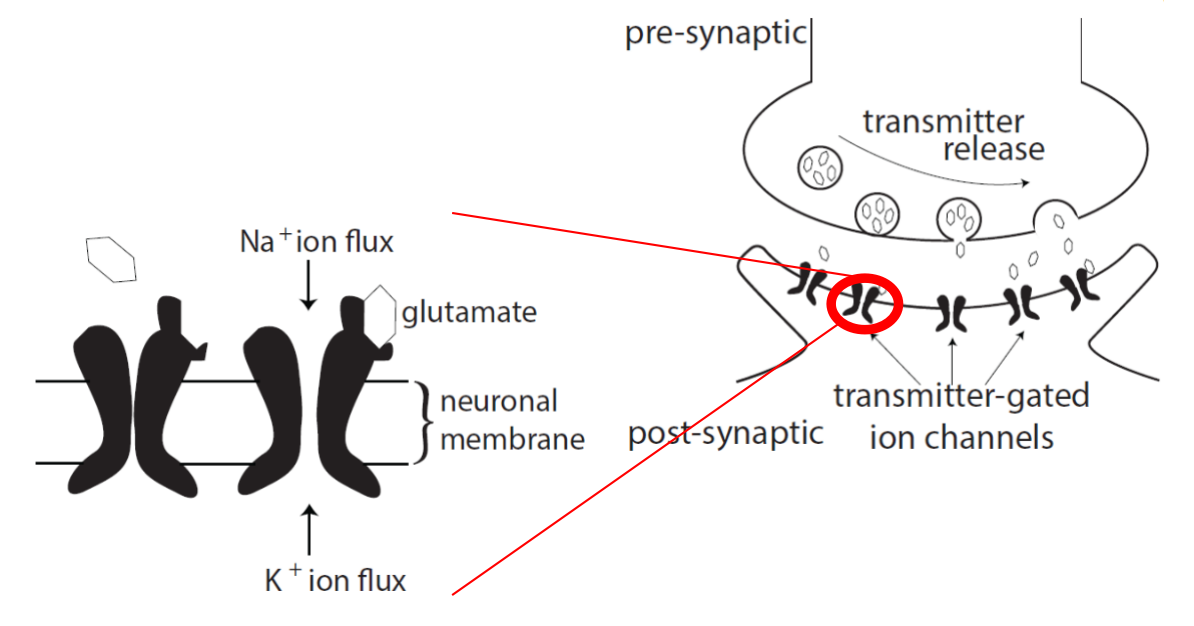 pre-synaptic
transmitter
release
Na+ ion flux
glutamate
neuronal
membrane
K+ ion flux
post-synaptic
transmitter-gated
ion channels